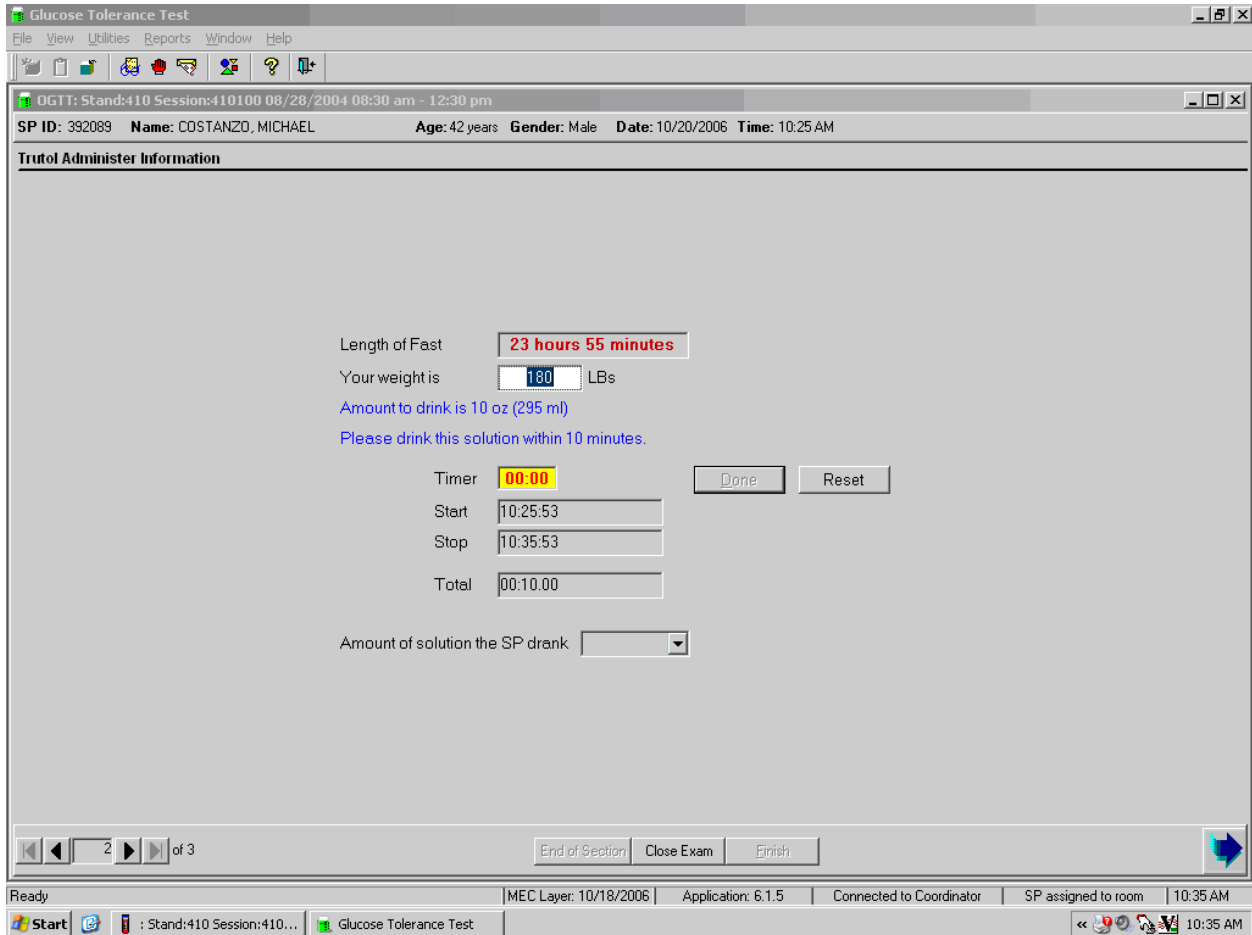 Glucose Tolerance Test
File View Utilities Reports Window Help
OGTT: Stand:410 Session:410100 08/28/2004 08:30 am - 12:30 pm
SP ID: 392089 Name: COSTANZO, MICHAEL Age: 42 years Gender: Male Date: 10/20/2006 Time: 10:25 AM
Trutol Administer Information
Length of Fast 23 hours 55 minutes
Your weight is 180 LBs
Amount to drink is 10 oz (295 ml)
Please drink this solution within 10 minutes.
Timer 00:00 Done Reset
Start 10:25:53
Stop 10:35:53
Total 00:10.00
Amount of solution the SP drank
2 of 3 End of Section Close Exam Finish
Ready MEC Layer: 10/18/2006 Application: 6.1.5 Connected to Coordinator SP assigned to room 10:35 AM
Start : Stand:410 Session:410... Glucose Tolerance Test « 10:35 AM